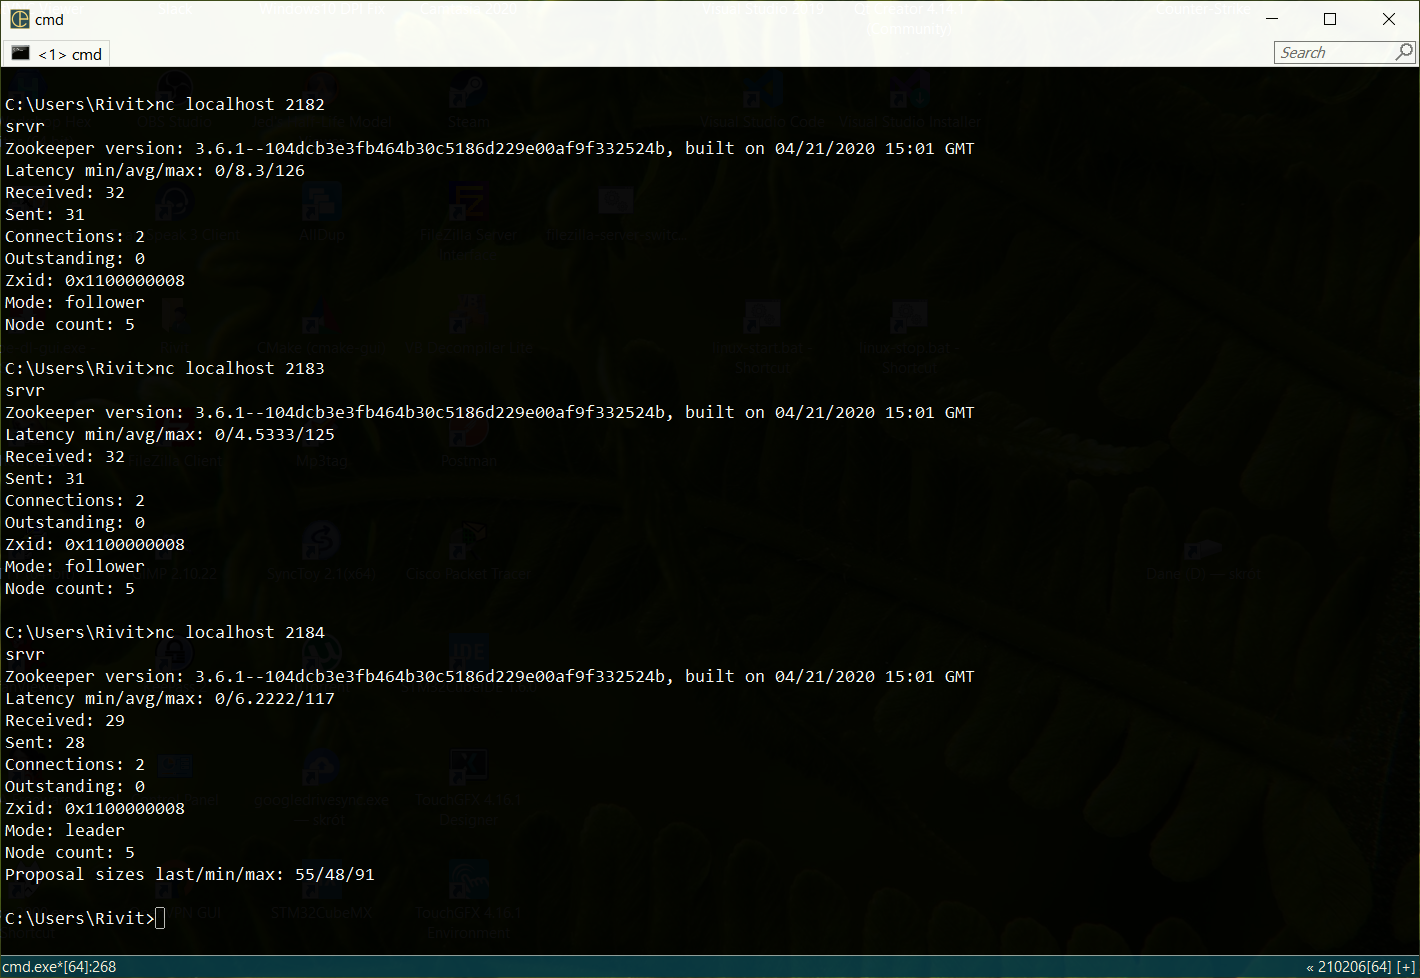 cmd
<1> cmd
Search
C:\Users\Rivit>nc localhost 2182
srvr
Zookeeper version: 3.6.1--104dcb3e3fb464b30c5186d229e00af9f332524b, built on 04/21/2020 15:01 GMT
Latency min/avg/max: 0/8.3/126
Received: 32
Sent: 31
Connections: 2
Outstanding: 0
Zxid: 0x1100000008
Mode: follower
Node count: 5
C:\Users\Rivit>nc localhost 2183
srvr
Zookeeper version: 3.6.1--104dcb3e3fb464b30c5186d229e00af9f332524b, built on 04/21/2020 15:01 GMT
Latency min/avg/max: 0/4.5333/125
Received: 32
Sent: 31
Connections: 2
Outstanding: 0
Zxid: 0x1100000008
Mode: follower
Node count: 5
C:\Users\Rivit>nc localhost 2184
srvr
Zookeeper version: 3.6.1--104dcb3e3fb464b30c5186d229e00af9f332524b, built on 04/21/2020 15:01 GMT
Latency min/avg/max: 0/6.2222/117
Received: 29
Sent: 28
Connections: 2
Outstanding: 0
Zxid: 0x1100000008
Mode: leader
Node count: 5
Proposal sizes last/min/max: 55/48/91
C:\Users\Rivit>
cmd.exe*[64]:268
« 210206[64] [+]